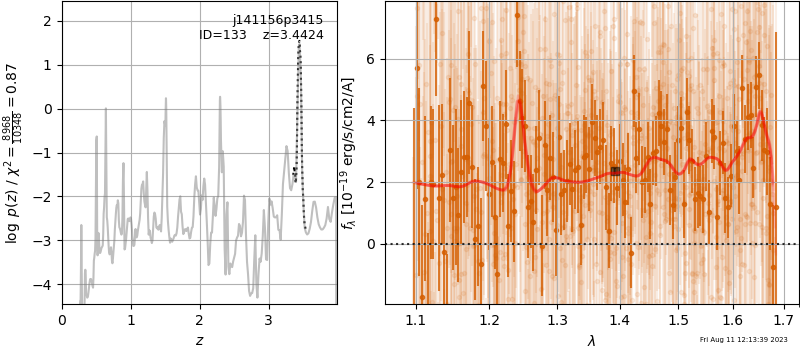 j141156p3415
ID=133 z=3.4424
log p(z) / χ² = 8968/10348 = 0.87
2
1
0
−1
−2
−3
−4
0 1 2 3
z
f_λ [10⁻¹⁹ erg/s/cm2/A]
6
4
2
0
1.1 1.2 1.3 1.4 1.5 1.6 1.7
λ
Fri Aug 11 12:13:39 2023